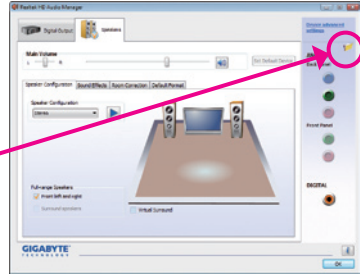 Realtek HD Audio Manager
Digital Output
Speakers
Device advanced settings
Main Volume
L
R
Set Default Device
ANALOG
Back Panel
Speaker Configuration
Sound Effects
Room Correction
Default Format
Speaker Configuration
Stereo
Front Panel
Full-range Speakers
Front left and right
Surround speakers
Virtual Surround
DIGITAL
GIGABYTE
TECHNOLOGY
i
OK